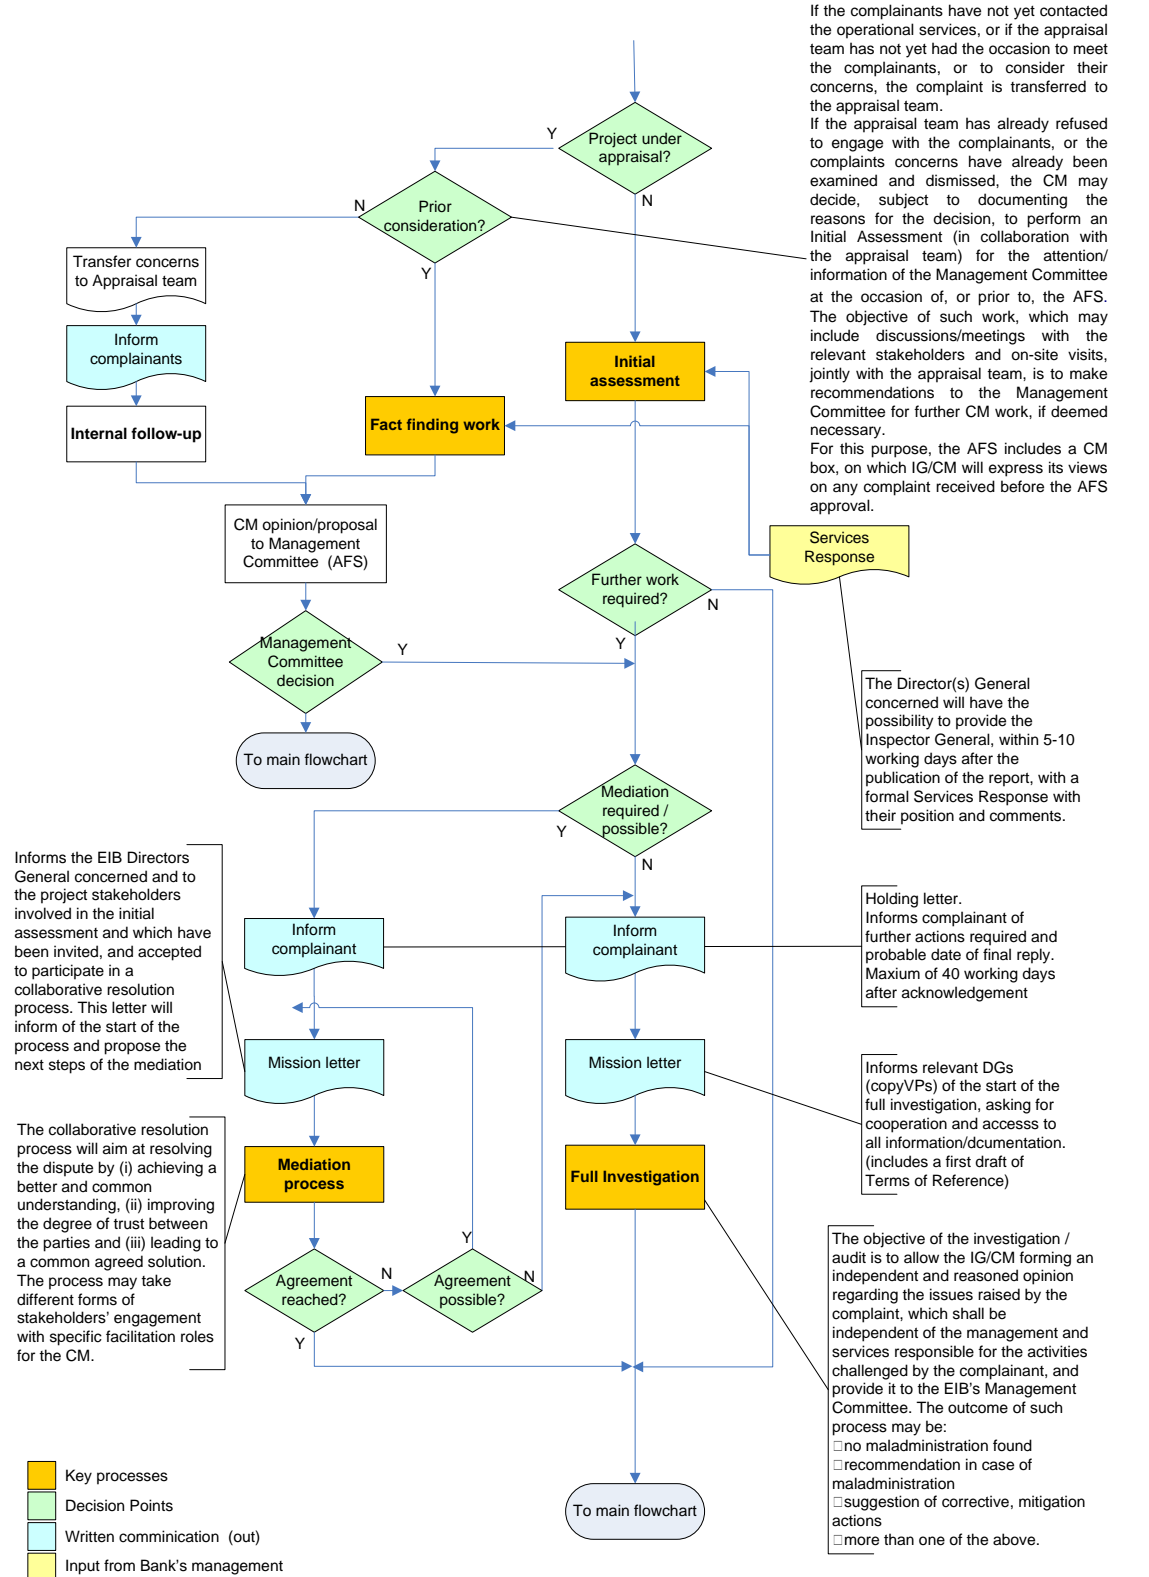 If the complainants have not yet contacted
the operational services, or if the appraisal
team has not yet had the occasion to meet
the complainants, or to consider their
concerns, the complaint is transferred to
the appraisal team.
If the appraisal team has already refused
to engage with the complainants, or the
complaints concerns have already been
examined and dismissed, the CM may
decide, subject to documenting the
reasons for the decision, to perform an
Initial Assessment (in collaboration with
the appraisal team) for the attention/
information of the Management Committee
at the occasion of, or prior to, the AFS.
The objective of such work, which may
include discussions/meetings with the
relevant stakeholders and on-site visits,
jointly with the appraisal team, is to make
recommendations to the Management
Committee for further CM work, if deemed
necessary.
For this purpose, the AFS includes a CM
box, on which IG/CM will express its views
on any complaint received before the AFS
approval.
Project under
appraisal?
Y
N
Prior
consideration?
N
Y
Transfer concerns
to Appraisal team
Inform
complainants
Internal follow-up
Fact finding work
Initial
assessment
CM opinion/proposal
to Management
Committee (AFS)
Services
Response
Further work
required?
N
Y
Management
Committee
decision
Y
To main flowchart
The Director(s) General
concerned will have the
possibility to provide the
Inspector General, within 5-10
working days after the
publication of the report, with a
formal Services Response with
their position and comments.
Mediation
required /
possible?
Y
N
Informs the EIB Directors
General concerned and to
the project stakeholders
involved in the initial
assessment and which have
been invited, and accepted
to participate in a
collaborative resolution
process. This letter will
inform of the start of the
process and propose the
next steps of the mediation
Inform
complainant
Inform
complainant
Holding letter.
Informs complainant of
further actions required and
probable date of final reply.
Maxium of 40 working days
after acknowledgement
Mission letter
Mission letter
Informs relevant DGs
(copyVPs) of the start of the
full investigation, asking for
cooperation and accesss to
all information/dcumentation.
(includes a first draft of
Terms of Reference)
The collaborative resolution
process will aim at resolving
the dispute by (i) achieving a
better and common
understanding, (ii) improving
the degree of trust between
the parties and (iii) leading to
a common agreed solution.
The process may take
different forms of
stakeholders’ engagement
with specific facilitation roles
for the CM.
Mediation
process
Full Investigation
Agreement
reached?
N
Y
Agreement
possible?
Y
N
The objective of the investigation /
audit is to allow the IG/CM forming an
independent and reasoned opinion
regarding the issues raised by the
complaint, which shall be
independent of the management and
services responsible for the activities
challenged by the complainant, and
provide it to the EIB's Management
Committee. The outcome of such
process may be:
□no maladministration found
□recommendation in case of
maladministration
□suggestion of corrective, mitigation
actions
□more than one of the above.
To main flowchart
Key processes
Decision Points
Written comminication (out)
Input from Bank's management